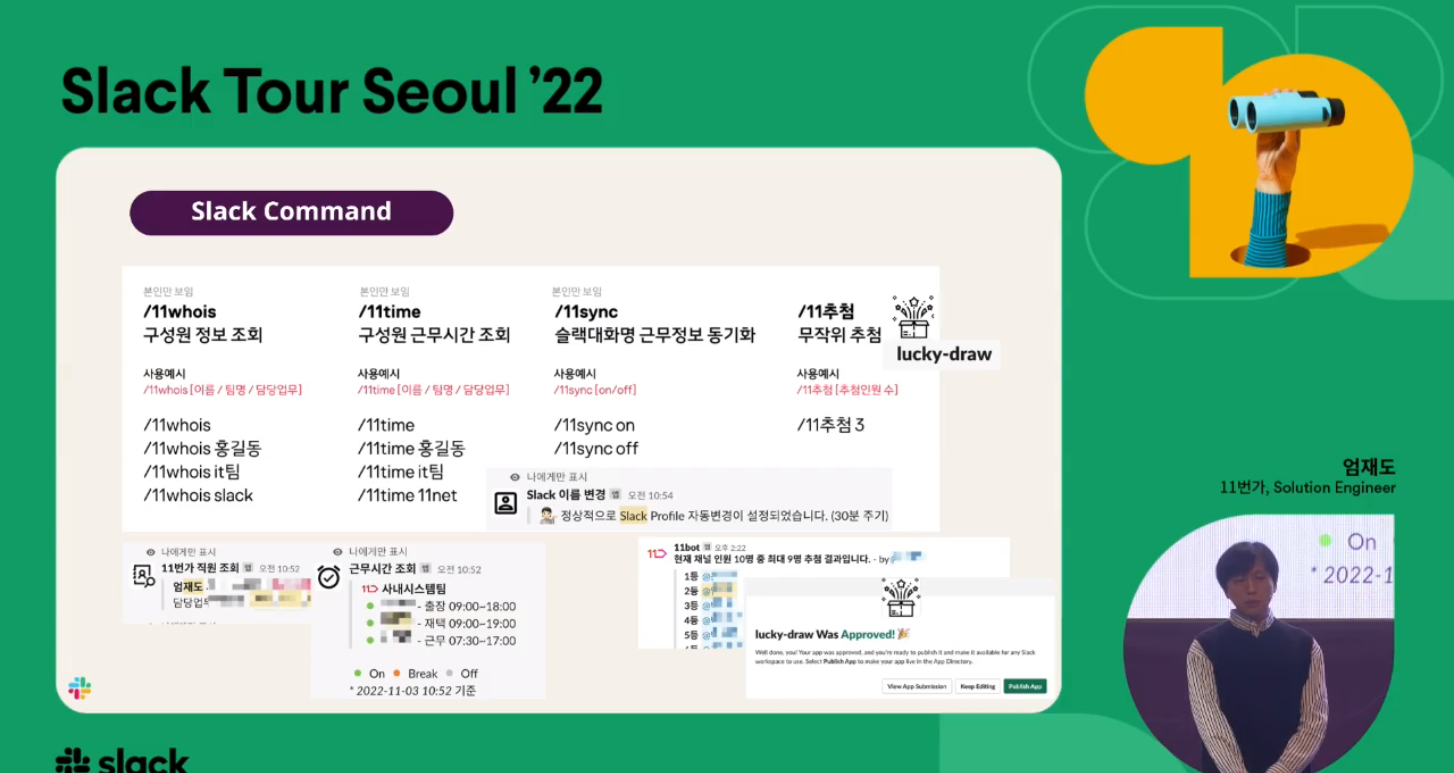 Slack Tour Seoul ’22
Slack Command
본인만 보임
/11whois
구성원 정보 조회
사용예시
/11whois [이름 / 팀명 / 담당업무]
/11whois
/11whois 홍길동
/11whois it팀
/11whois slack
본인만 보임
/11time
구성원 근무시간 조회
사용예시
/11time [이름 / 팀명 / 담당업무]
/11time
/11time 홍길동
/11time it팀
/11time 11net
본인만 보임
/11sync
슬랙대화명 근무정보 동기화
사용예시
/11sync [on/off]
/11sync on
/11sync off
/11추첨
무작위 추첨
lucky-draw
사용예시
/11추첨 [추첨인원 수]
/11추첨 3
나에게만 표시
Slack 이름 변경 앱 오전 10:54
정상적으로 Slack Profile 자동변경이 설정되었습니다. (30분 주기)
나에게만 표시
11번가 직원 조회 앱 오전 10:52
엄재도
담당업무
나에게만 표시
근무시간 조회 앱 오전 10:52
사내시스템팀
- 출장 09:00~18:00
- 재택 09:00~19:00
- 근무 07:30~17:00
On Break Off
* 2022-11-03 10:52 기준
11bot 앱 오후 2:22
현재 채널 인원 10명 중 최대 9명 추첨 결과입니다. - by
1등 @
2등 @
3등 @
4등 @
5등 @
lucky-draw Was Approved!
Well done, you! Your app was approved, and you're ready to publish it and make it available for any Slack
workspace to use. Select Publish App to make your app live in the App Directory.
View App Submission
Keep Editing
Publish App
엄재도
11번가, Solution Engineer
On
* 2022-1
slack